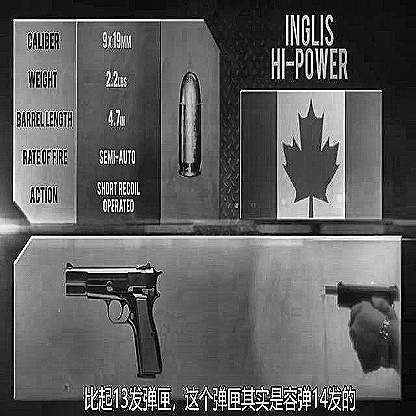 INGLIS
HI-POWER
CALIBER 9x19MM
WEIGHT 2.2LBS
BARREL LENGTH 4.7IN
RATE OF FIRE SEMI-AUTO
ACTION SHORT RECOIL
OPERATED
比起13发弹匣，这个弹匣其实是容弹14发的